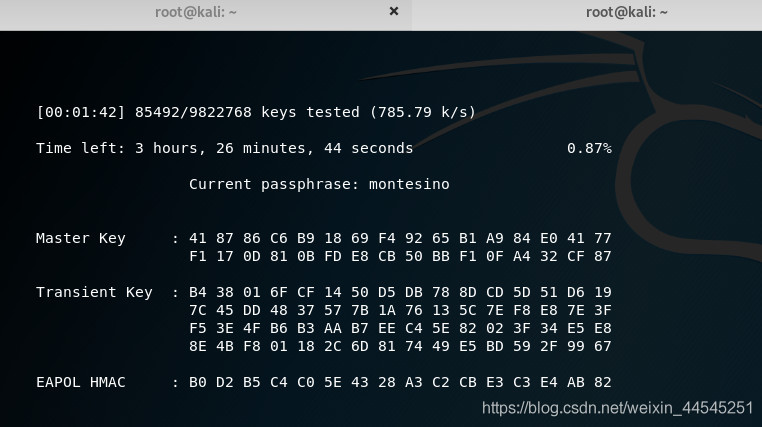 root@kali: ~ × root@kali: ~
[00:01:42] 85492/9822768 keys tested (785.79 k/s)
Time left: 3 hours, 26 minutes, 44 seconds 0.87%
Current passphrase: montesino
Master Key : 41 87 86 C6 B9 18 69 F4 92 65 B1 A9 84 E0 41 77
F1 17 0D 81 0B FD E8 CB 50 BB F1 0F A4 32 CF 87
Transient Key : B4 38 01 6F CF 14 50 D5 DB 78 8D CD 5D 51 D6 19
7C 45 DD 48 37 57 7B 1A 76 13 5C 7E F8 E8 7E 3F
F5 3E 4F B6 B3 AA B7 EE C4 5E 82 02 3F 34 E5 E8
8E 4B F8 01 18 2C 6D 81 74 49 E5 BD 59 2F 99 67
EAPOL HMAC : B0 D2 B5 C4 C0 5E 43 28 A3 C2 CB E3 C3 E4 AB 82
https://blog.csdn.net/weixin_44545251